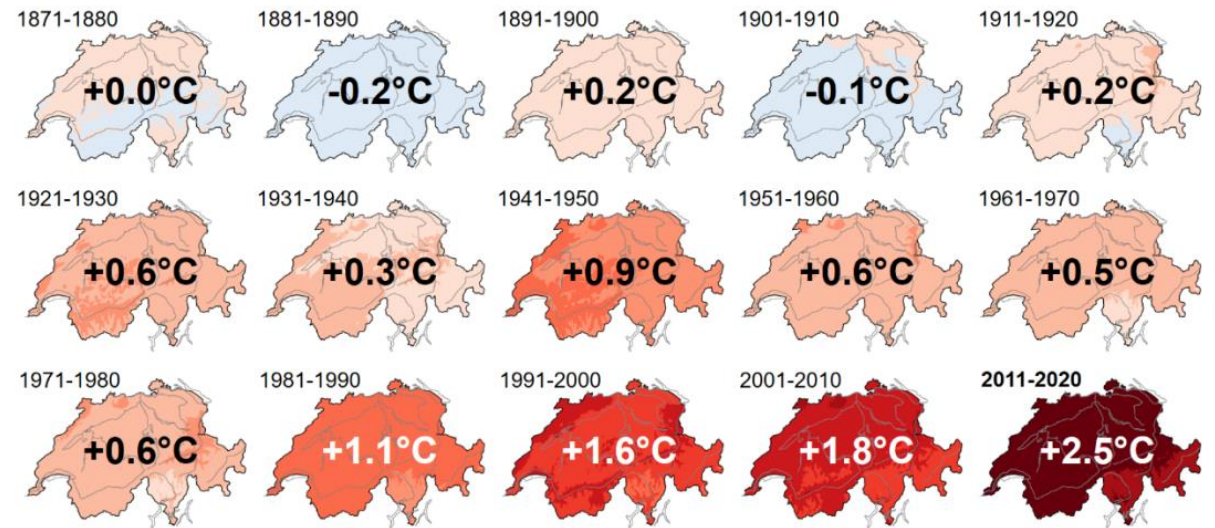 1871-1880
+0.0°C
1881-1890
-0.2°C
1891-1900
+0.2°C
1901-1910
-0.1°C
1911-1920
+0.2°C
1921-1930
+0.6°C
1931-1940
+0.3°C
1941-1950
+0.9°C
1951-1960
+0.6°C
1961-1970
+0.5°C
1971-1980
+0.6°C
1981-1990
+1.1°C
1991-2000
+1.6°C
2001-2010
+1.8°C
2011-2020
+2.5°C